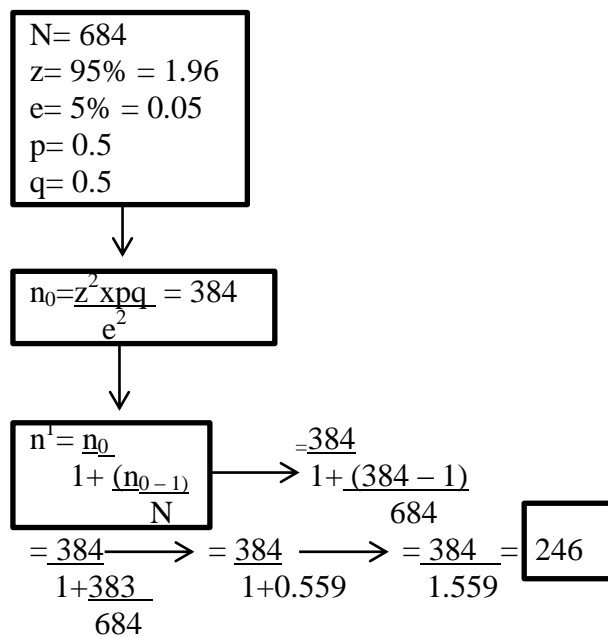 N= 684
z= 95% = 1.96
e= 5% = 0.05
p= 0.5
q= 0.5
n₀=z²xpq = 384
e²
n¹= n₀ =384
1+ (n₀₋₁) 1+ (384 – 1)
N 684
= 384 = 384 = 384 = 246
1+383 1+0.559 1.559
684